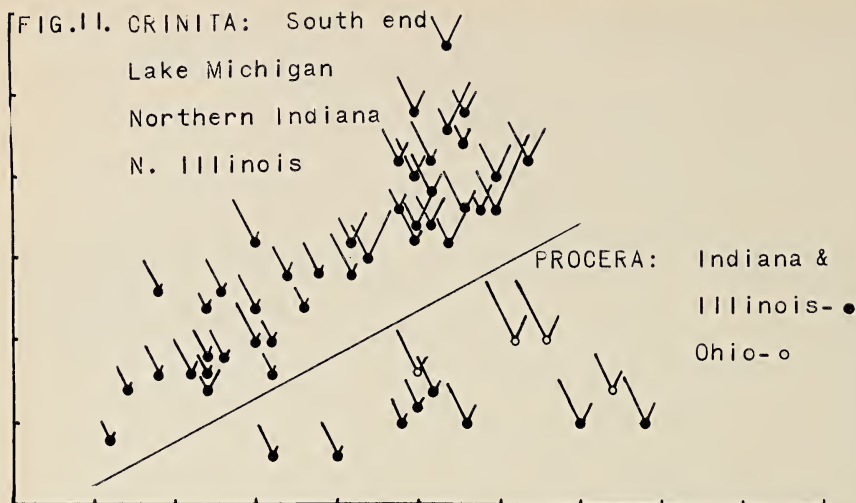 FIG.11. CRINITA: South end
Lake Michigan
Northern Indiana
N. Illinois
PROCERA: Indiana &
Illinois- ●
Ohio- ○